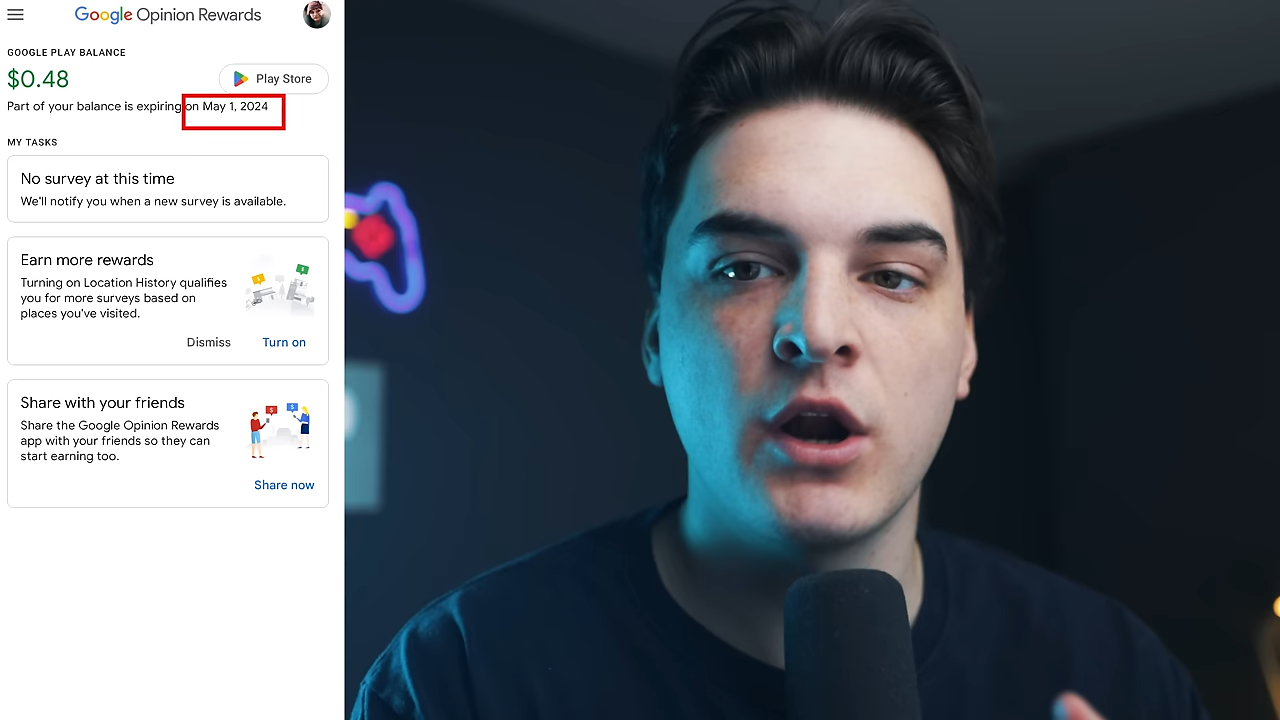 Google Opinion Rewards
GOOGLE PLAY BALANCE
$0.48
Play Store
Part of your balance is expiring on May 1, 2024
MY TASKS
No survey at this time
We'll notify you when a new survey is available.
Earn more rewards
Turning on Location History qualifies
you for more surveys based on
places you've visited.
Dismiss
Turn on
Share with your friends
Share the Google Opinion Rewards
app with your friends so they can
start earning too.
Share now